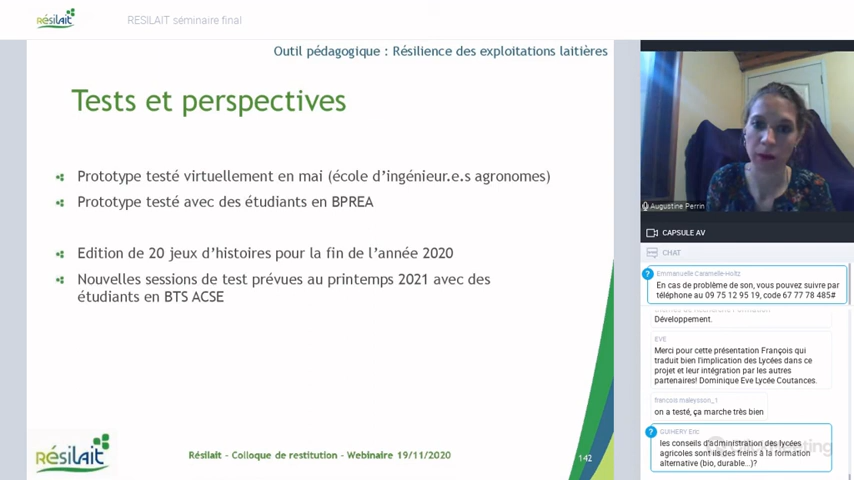 Résilait
RESILAIT séminaire final
Outil pédagogique : Résilience des exploitations laitières
Tests et perspectives
Prototype testé virtuellement en mai (école d'ingénieur.e.s agronomes)
Prototype testé avec des étudiants en BPREA
Edition de 20 jeux d'histoires pour la fin de l'année 2020
Nouvelles sessions de test prévues au printemps 2021 avec des
étudiants en BTS ACSE
Résilait
Résilait - Colloque de restitution - Webinaire 19/11/2020
142
Augustine Perrin
CAPSULE AV
CHAT
Emmanuelle Caramelle-Holtz
En cas de problème de son, vous pouvez suivre par
téléphone au 09 75 12 95 19, code 67 77 78 485#
Développement.
EVE
Merci pour cette présentation François qui
traduit bien l'implication des Lycées dans ce
projet et leur intégration par les autres
partenaires! Dominique Eve Lycée Coutances.
francois maleysson_1
on a testé, ça marche très bien
GUIHERY Eric
les conseils d'administration des lycées
agricoles sont ils des freins à la formation
alternative (bio, durable...)?